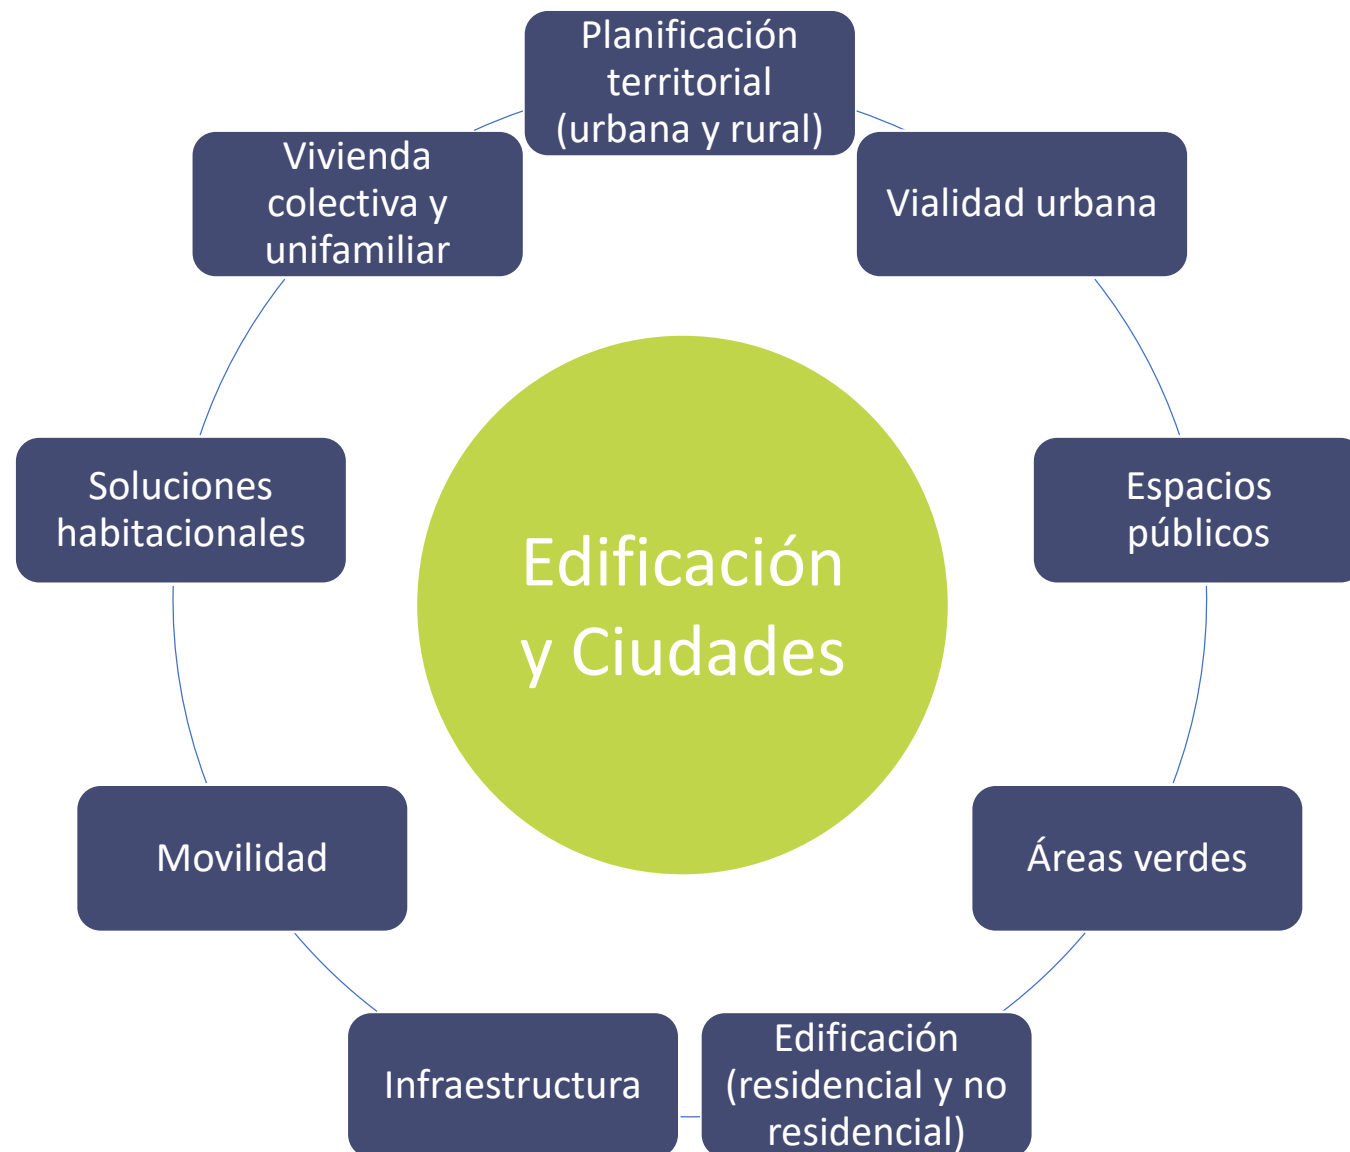 Planificación
territorial
(urbana y rural)
Vialidad urbana
Espacios
públicos
Áreas verdes
Edificación
(residencial y no
residencial)
Infraestructura
Movilidad
Soluciones
habitacionales
Vivienda
colectiva y
unifamiliar
Edificación
y Ciudades